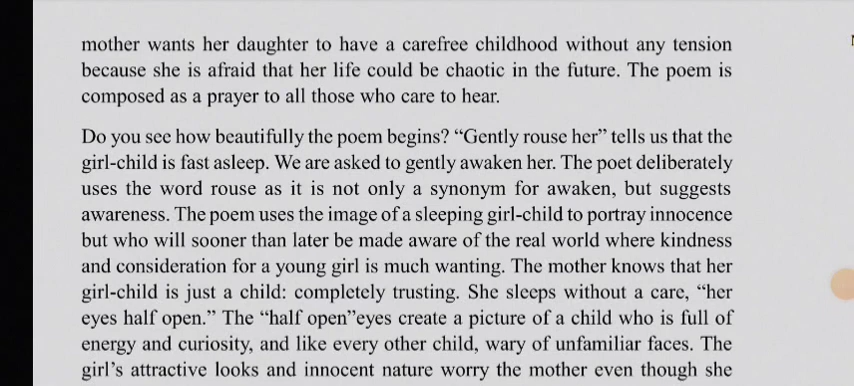 mother wants her daughter to have a carefree childhood without any tension
because she is afraid that her life could be chaotic in the future. The poem is
composed as a prayer to all those who care to hear.
Do you see how beautifully the poem begins? “Gently rouse her” tells us that the
girl-child is fast asleep. We are asked to gently awaken her. The poet deliberately
uses the word rouse as it is not only a synonym for awaken, but suggests
awareness. The poem uses the image of a sleeping girl-child to portray innocence
but who will sooner than later be made aware of the real world where kindness
and consideration for a young girl is much wanting. The mother knows that her
girl-child is just a child: completely trusting. She sleeps without a care, “her
eyes half open.” The “half open”eyes create a picture of a child who is full of
energy and curiosity, and like every other child, wary of unfamiliar faces. The
girl’s attractive looks and innocent nature worry the mother even though she